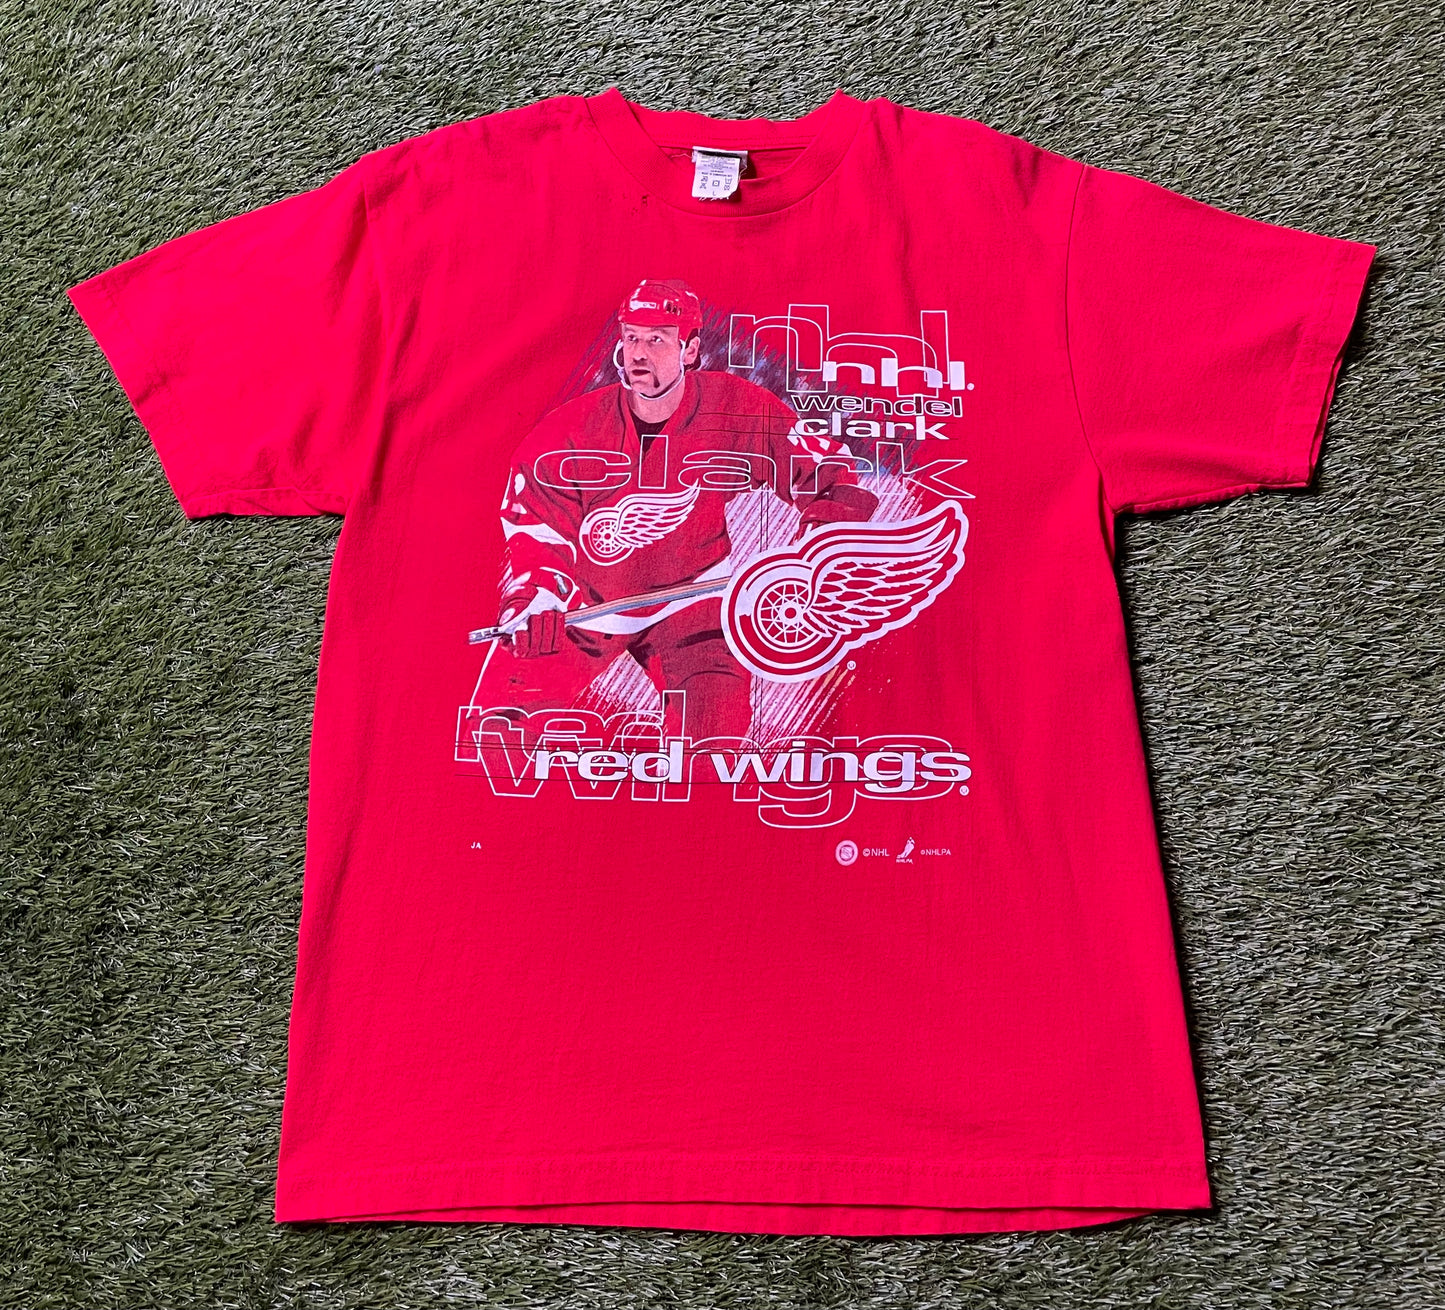 nhl
nhl.
wendel
clark
clark
red
wings
red wings.
JA
©NHL
NHLPA
©NHLPA